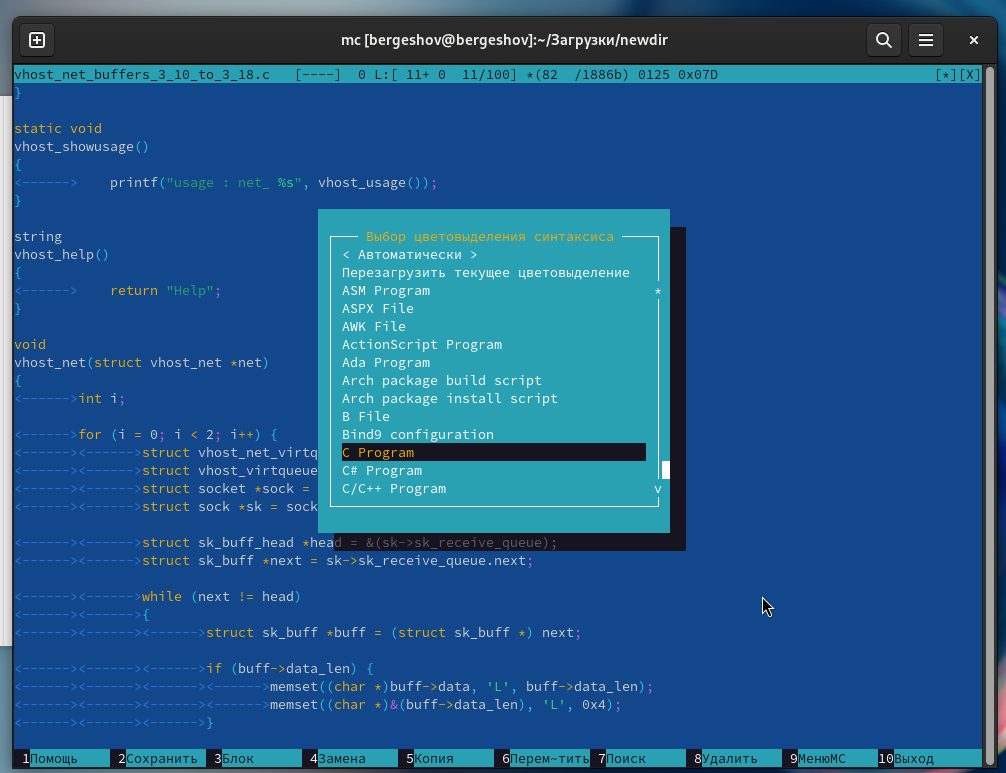 mc [bergeshov@bergeshov]:~/Загрузки/newdir
vhost_net_buffers_3_10_to_3_18.c   [----]  0 L:[ 11+ 0  11/100] *(82  /1886b) 0125 0x07D   [*][X]
}
static void
vhost_showusage()
{
<------>    printf("usage : net_ %s", vhost_usage());
}
string
vhost_help()
{
<------>    return "Help";
}
void
vhost_net(struct vhost_net *net)
{
<------>int i;
<------>for (i = 0; i < 2; i++) {
<------><------>struct vhost_net_virtq
<------><------>struct vhost_virtqueue
<------><------>struct socket *sock =
<------><------>struct sock *sk = sock
<------><------>struct sk_buff_head *head = &(sk->sk_receive_queue);
<------><------>struct sk_buff *next = sk->sk_receive_queue.next;
<------><------>while (next != head)
<------><------>{
<------><------><------>struct sk_buff *buff = (struct sk_buff *) next;
<------><------><------>if (buff->data_len) {
<------><------><------><------>memset((char *)buff->data, 'L', buff->data_len);
<------><------><------><------>memset((char *)&(buff->data_len), 'L', 0x4);
<------><------><------>}
Выбор цветовыделения синтаксиса
< Автоматически >
Перезагрузить текущее цветовыделение
ASM Program
ASPX File
AWK File
ActionScript Program
Ada Program
Arch package build script
Arch package install script
B File
Bind9 configuration
C Program
C# Program
C/C++ Program
1Помощь 2Сохранить 3Блок 4Замена 5Копия 6Перем~тить 7Поиск 8Удалить 9МенюMC 10Выход